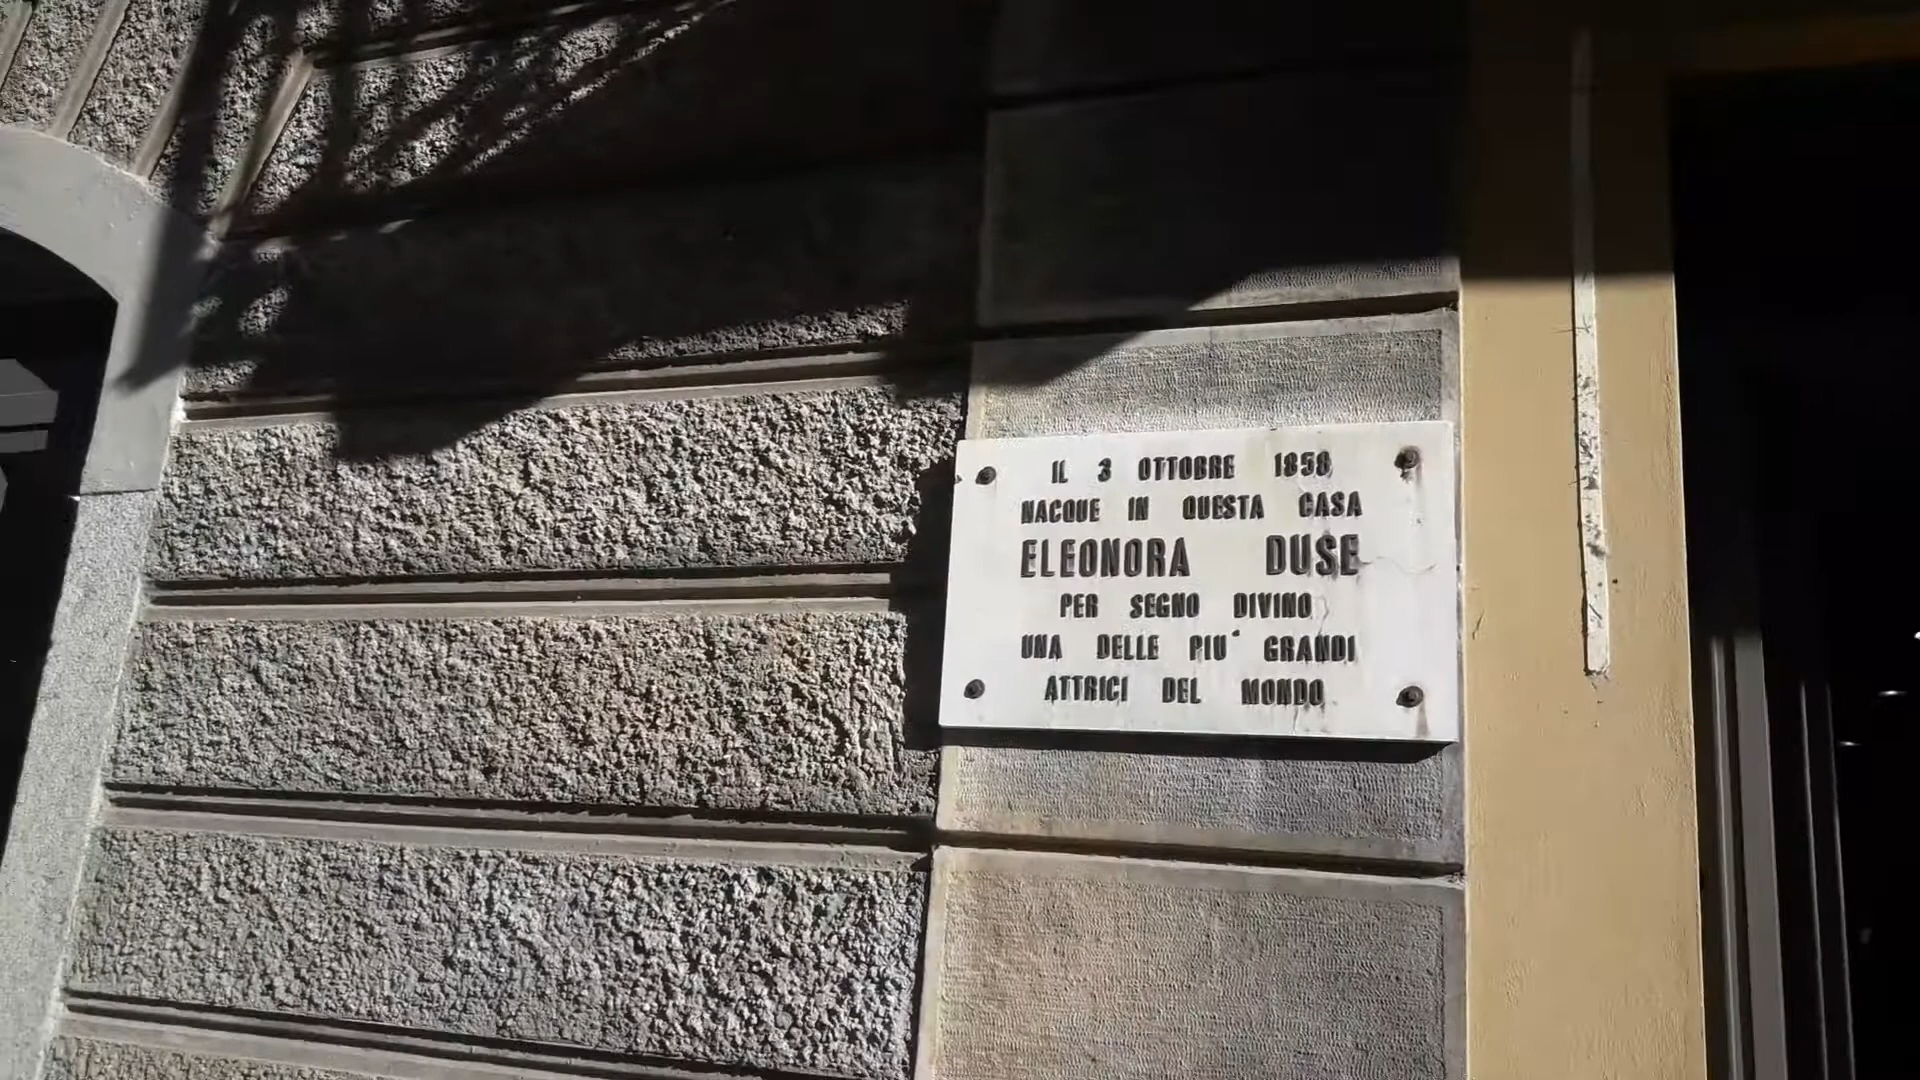 IL 3 OTTOBRE 1858
NACQUE IN QUESTA CASA
ELEONORA DUSE
PER SEGNO DIVINO
UNA DELLE PIU' GRANDI
ATTRICI DEL MONDO